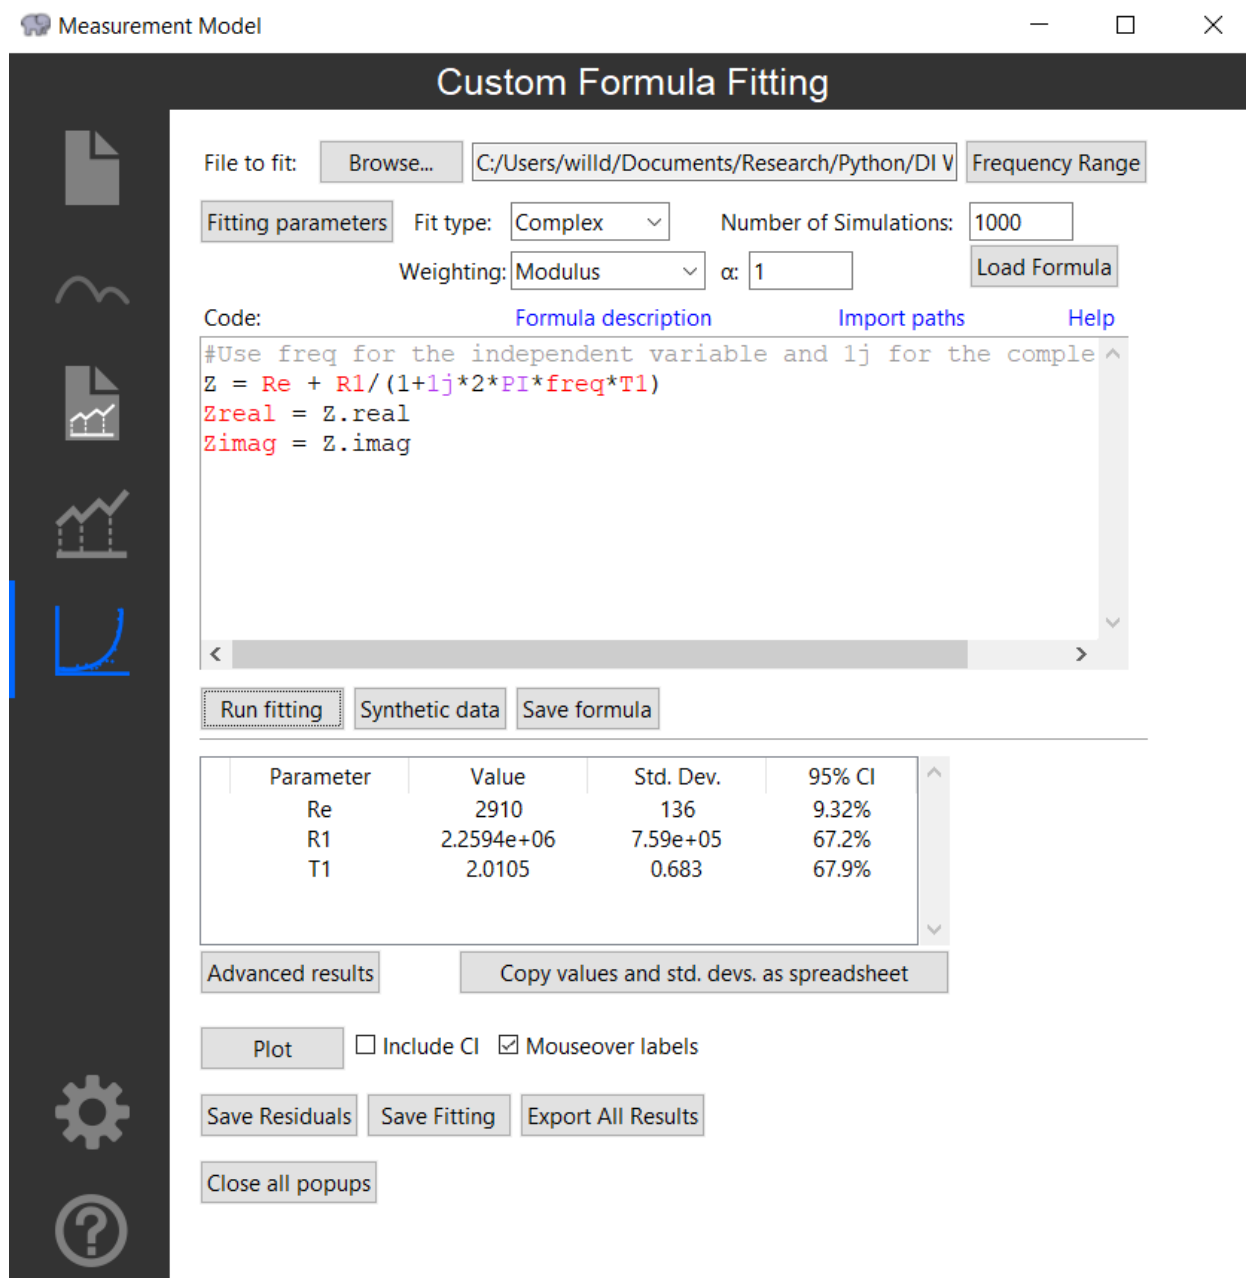 Measurement Model
Custom Formula Fitting
File to fit: Browse... C:/Users/willd/Documents/Research/Python/DI Frequency Range
Fitting parameters Fit type: Complex Number of Simulations: 1000
Weighting: Modulus α: 1 Load Formula
Code: Formula description Import paths Help
#Use freq for the independent variable and 1j for the comple
Z = Re + R1/(1+1j*2*PI*freq*T1)
Zreal = Z.real
Zimag = Z.imag
Run fitting Synthetic data Save formula
Parameter Value Std. Dev. 95% CI
Re 2910 136 9.32%
R1 2.2594e+06 7.59e+05 67.2%
T1 2.0105 0.683 67.9%
Advanced results Copy values and std. devs. as spreadsheet
Plot Include CI Mouseover labels
Save Residuals Save Fitting Export All Results
Close all popups